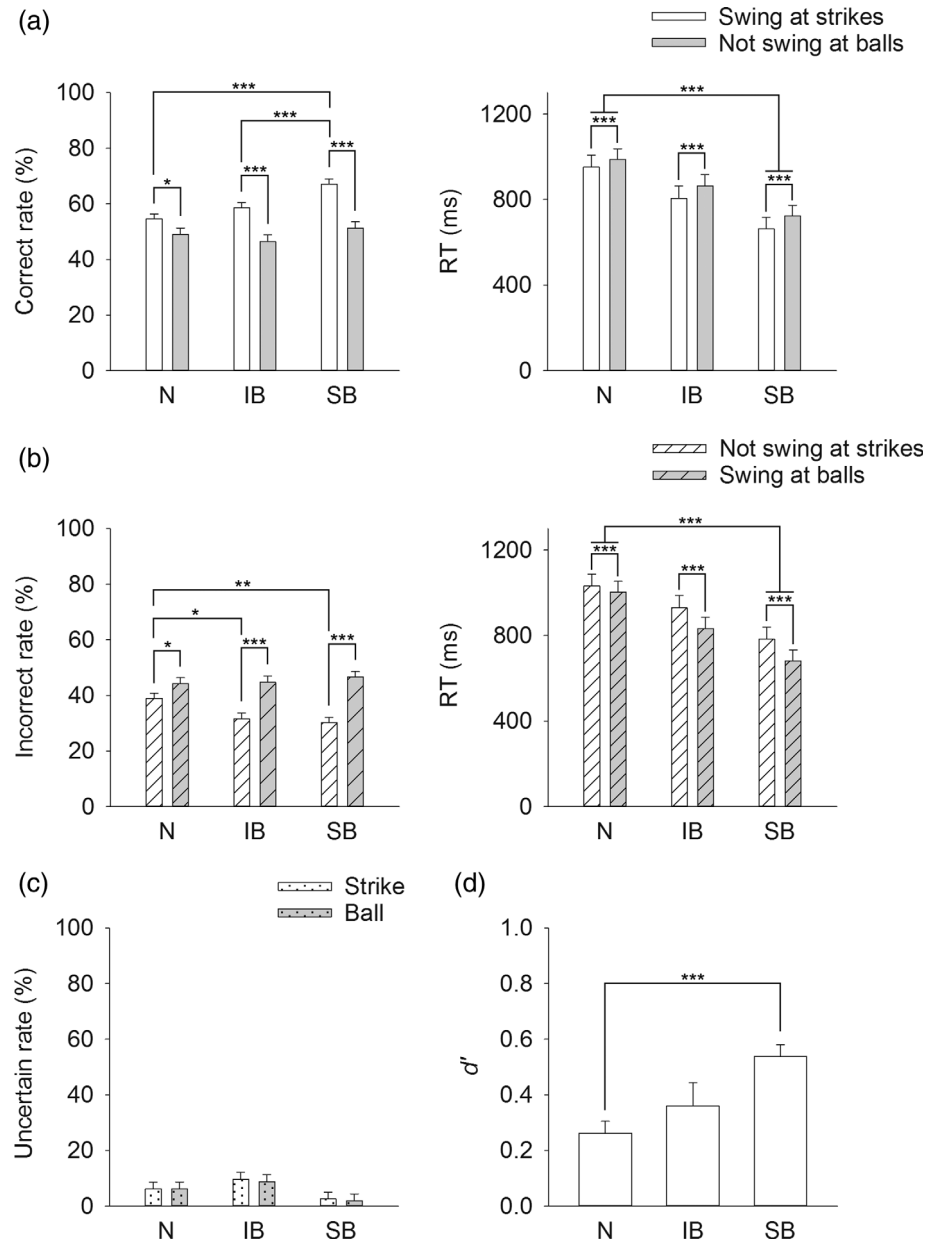 (a)
Swing at strikes
Not swing at balls
Correct rate (%)
100
80
60
40
20
0
***
***
*
***
***
N IB SB
RT (ms)
1200
800
400
0
***
***
***
***
N IB SB
(b)
Not swing at strikes
Swing at balls
Incorrect rate (%)
100
80
60
40
20
0
**
*
*
***
***
N IB SB
RT (ms)
1200
800
400
0
***
***
***
***
N IB SB
(c)
Strike
Ball
Uncertain rate (%)
100
80
60
40
20
0
N IB SB
(d)
d'
1.0
0.8
0.6
0.4
0.2
0.0
***
N IB SB